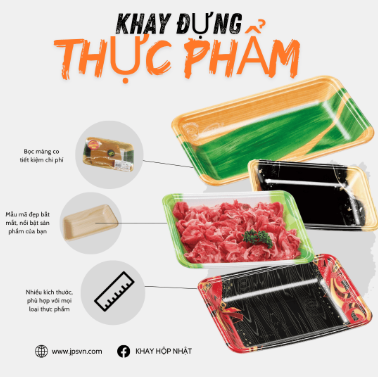 KHAY ĐỰNG
THỰC PHẨM
Bọc màng co
tiết kiệm chi phí
Mẫu mã đẹp bắt
mắt, nổi bật sản
phẩm của bạn
Nhiều kích thước,
phù hợp với mọi
loại thực phẩm
www.jpsvn.com
KHAY HỘP NHẬT